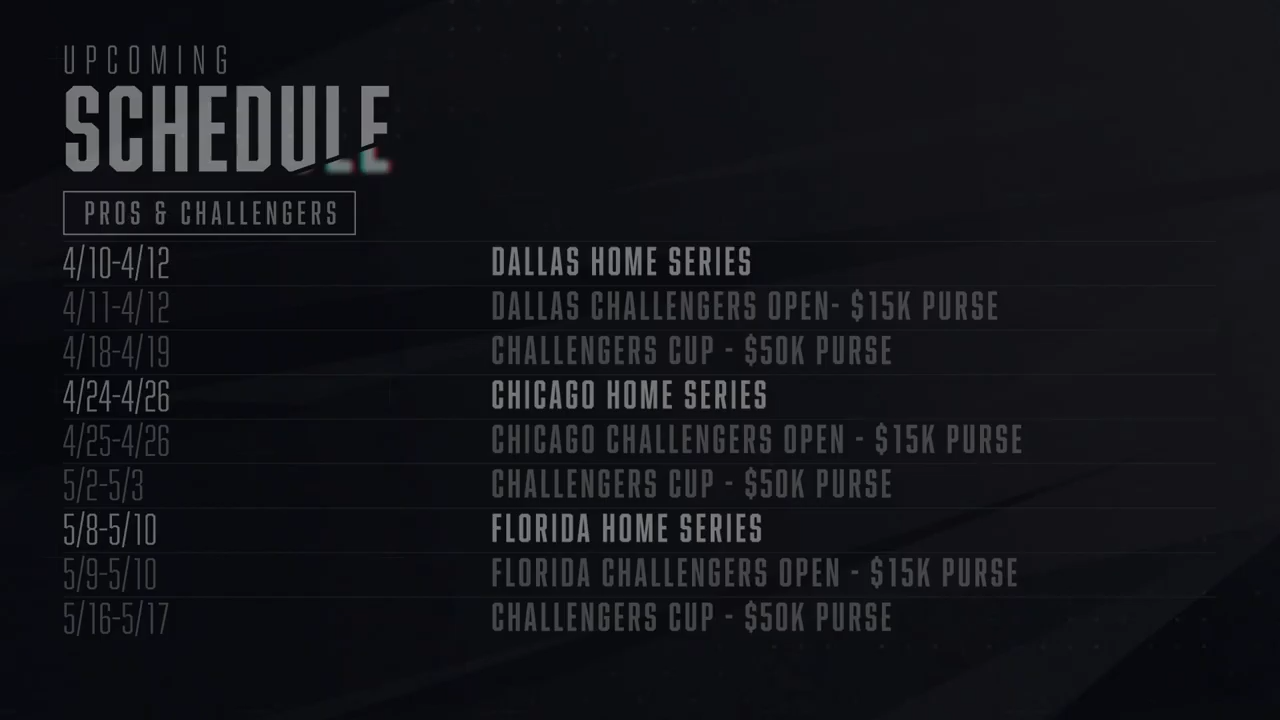 UPCOMING
SCHEDULE
PROS & CHALLENGERS
4/10-4/12 DALLAS HOME SERIES
4/11-4/12 DALLAS CHALLENGERS OPEN- $15K PURSE
4/18-4/19 CHALLENGERS CUP - $50K PURSE
4/24-4/26 CHICAGO HOME SERIES
4/25-4/26 CHICAGO CHALLENGERS OPEN - $15K PURSE
5/2-5/3 CHALLENGERS CUP - $50K PURSE
5/8-5/10 FLORIDA HOME SERIES
5/9-5/10 FLORIDA CHALLENGERS OPEN - $15K PURSE
5/16-5/17 CHALLENGERS CUP - $50K PURSE